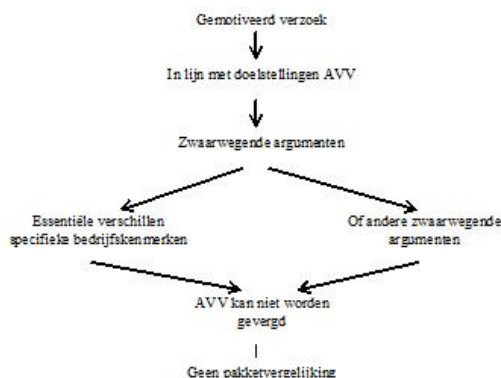 Gemotiveerd verzoek
In lijn met doelstellingen AVV
Zwaarwegende argumenten
Essentiële verschillen
specifieke bedrijfskenmerken
Of andere zwaarwegende
argumenten
AVV kan niet worden
gevergd
Geen pakketvergelijking